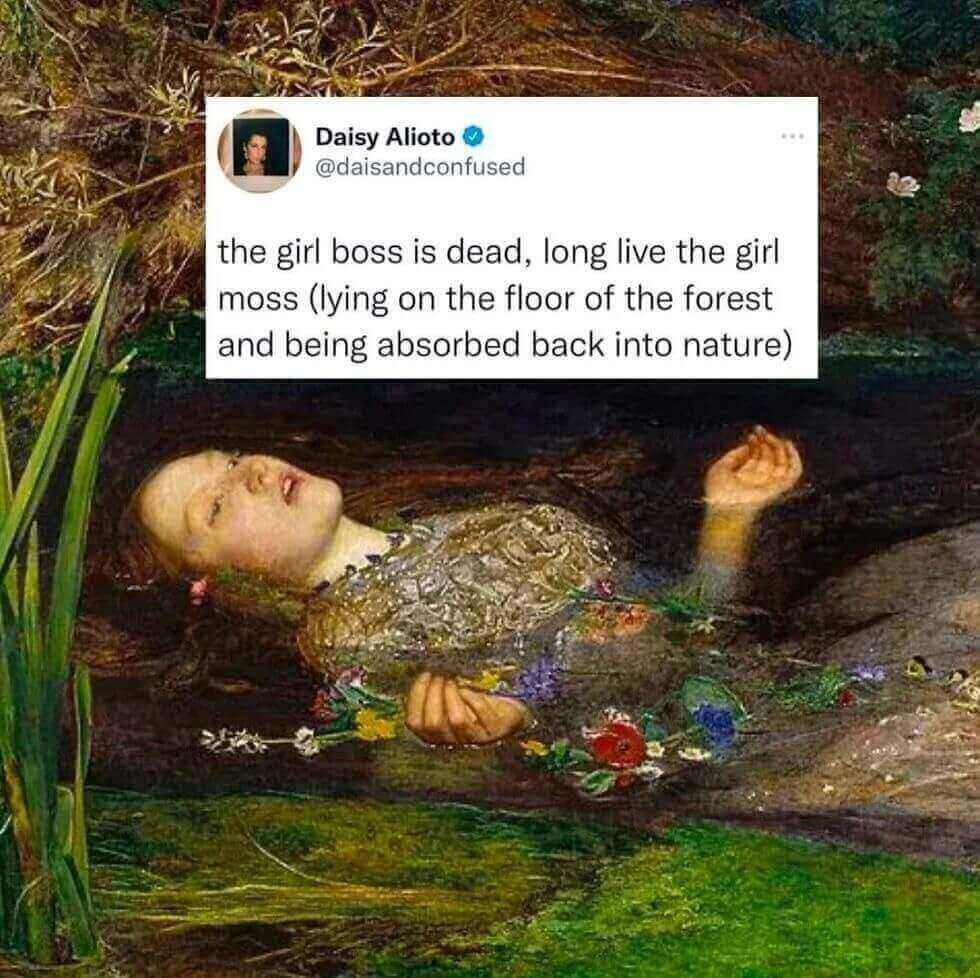 Daisy Alioto
@daisandconfused
the girl boss is dead, long live the girl
moss (lying on the floor of the forest
and being absorbed back into nature)